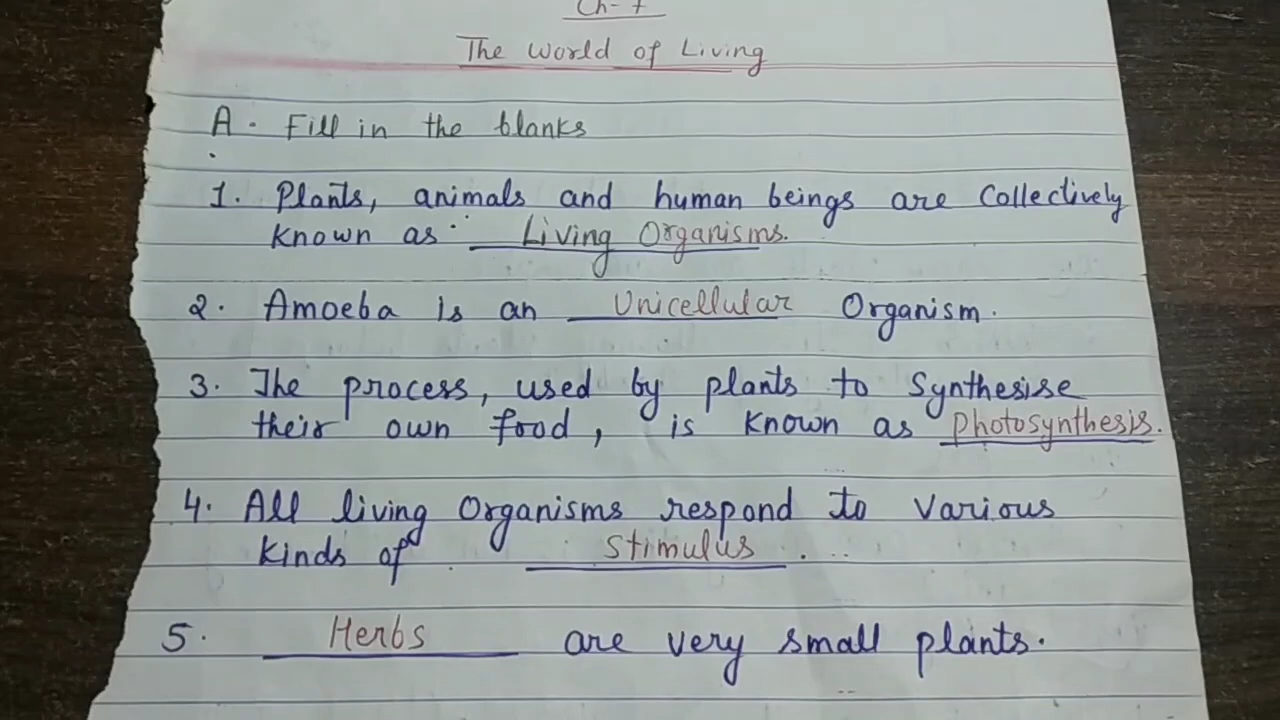 Ch- 7
The World of Living
A. Fill in the blanks
1. Plants, animals and human beings are Collectively
known as Living Organisms.
2. Amoeba is an Unicellular Organism.
3. The process, used by plants to Synthesise
their own food, is known as Photosynthesis.
4. All living Organisms respond to various
kinds of Stimulus.
5. Herbs are very small plants.